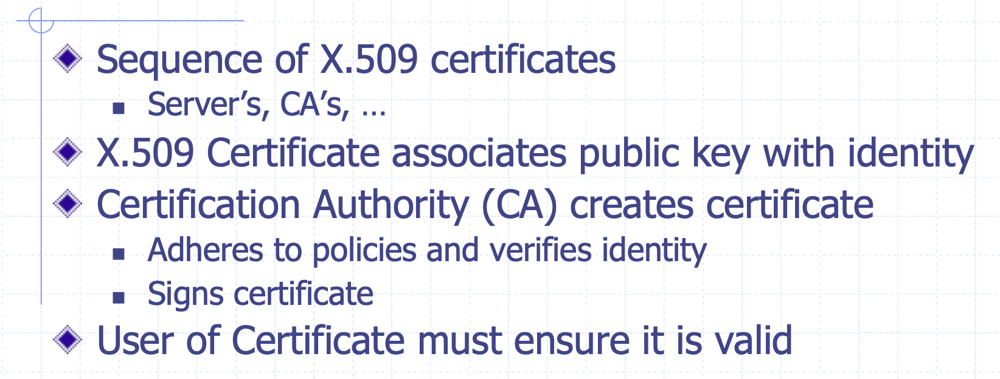 Sequence of X.509 certificates
Server’s, CA’s, …
X.509 Certificate associates public key with identity
Certification Authority (CA) creates certificate
Adheres to policies and verifies identity
Signs certificate
User of Certificate must ensure it is valid